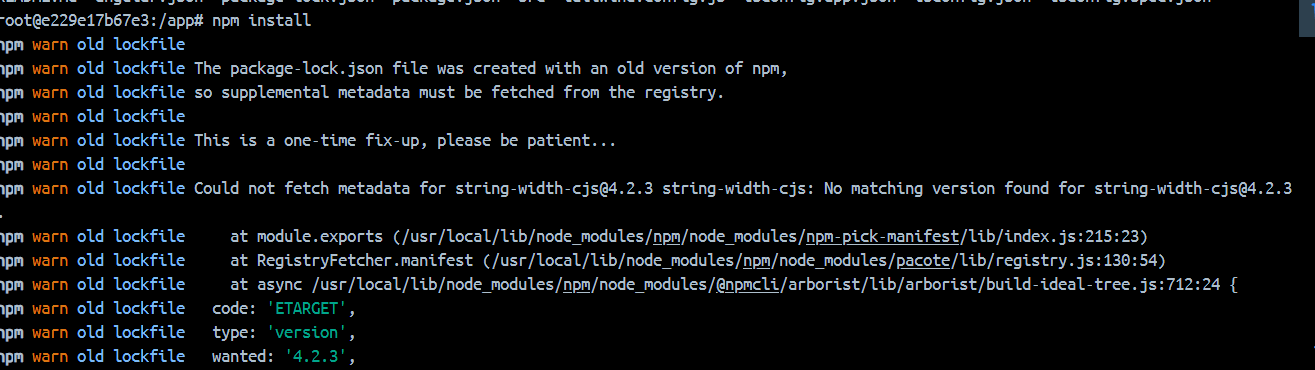 root@e229e17b67e3:/app# npm install
npm warn old lockfile
npm warn old lockfile The package-lock.json file was created with an old version of npm,
npm warn old lockfile so supplemental metadata must be fetched from the registry.
npm warn old lockfile
npm warn old lockfile This is a one-time fix-up, please be patient...
npm warn old lockfile
npm warn old lockfile Could not fetch metadata for string-width-cjs@4.2.3 string-width-cjs: No matching version found for string-width-cjs@4.2.3
.
npm warn old lockfile     at module.exports (/usr/local/lib/node_modules/npm/node_modules/npm-pick-manifest/lib/index.js:215:23)
npm warn old lockfile     at RegistryFetcher.manifest (/usr/local/lib/node_modules/npm/node_modules/pacote/lib/registry.js:130:54)
npm warn old lockfile     at async /usr/local/lib/node_modules/npm/node_modules/@npmcli/arborist/lib/arborist/build-ideal-tree.js:712:24 {
npm warn old lockfile   code: 'ETARGET',
npm warn old lockfile   type: 'version',
npm warn old lockfile   wanted: '4.2.3',